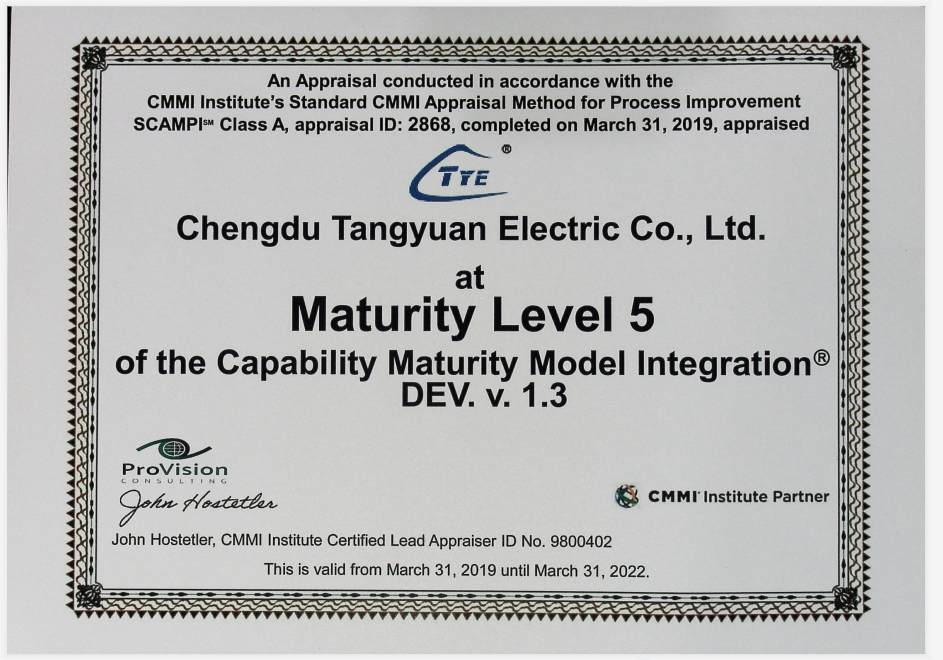 An Appraisal conducted in accordance with the
CMMI Institute's Standard CMMI Appraisal Method for Process Improvement
SCAMPI℠ Class A, appraisal ID: 2868, completed on March 31, 2019, appraised
TYE ®
Chengdu Tangyuan Electric Co., Ltd.
at
Maturity Level 5
of the Capability Maturity Model Integration®
DEV. v. 1.3
ProVision
CONSULTING
John Hostetler
CMMI Institute Partner
John Hostetler, CMMI Institute Certified Lead Appraiser ID No. 9800402
This is valid from March 31, 2019 until March 31, 2022.